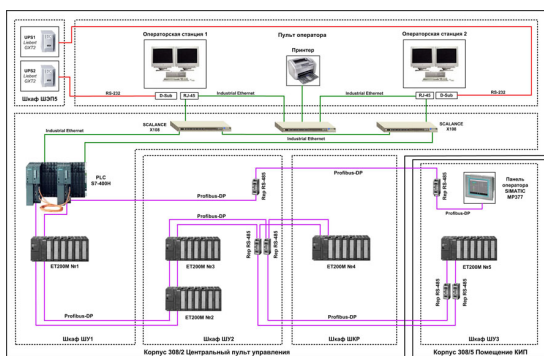 UPS1
Liebert
GXT2
UPS2
Liebert
GXT2
Шкаф ШЭП5
Операторская станция 1
Пульт оператора
Операторская станция 2
Принтер
RS-232
D-Sub
RJ-45
Industrial Ethernet
Industrial Ethernet
RJ-45
D-Sub
RS-232
Industrial Ethernet
SCALANCE
X108
Industrial Ethernet
SCALANCE
X108
PLC
S7-400H
Profibus-DP
Rep RS-485
Rep RS-485
Панель
оператора
SIMATIC
MP377
Profibus-DP
Profibus-DP
ET200M №1
ET200M №3
Rep RS-485
Rep RS-485
ET200M №4
ET200M №5
ET200M №2
Rep RS-485
Rep RS-485
Profibus-DP
Profibus-DP
Шкаф ШУ1
Шкаф ШУ2
Шкаф ШКР
Шкаф ШУ3
Корпус 308/2 Центральный пульт управления
Корпус 308/5 Помещение КИП